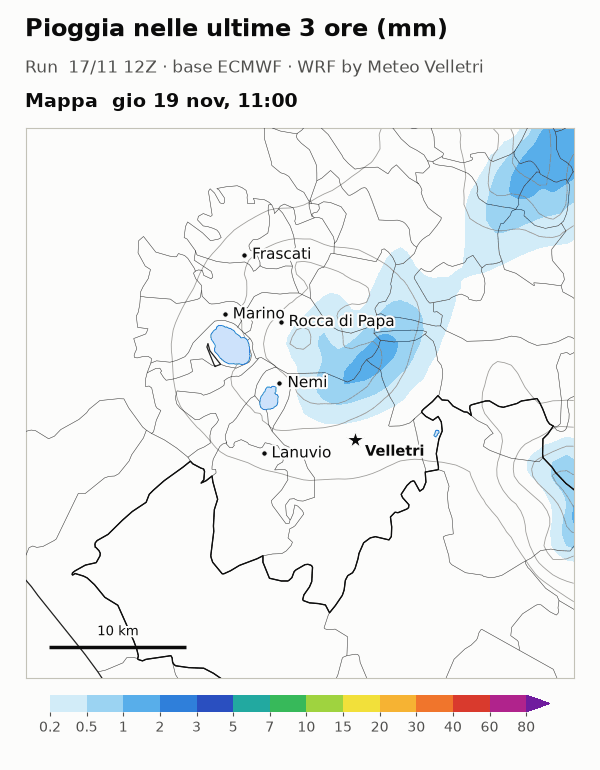 Pioggia nelle ultime 3 ore (mm)
Run  17/11 12Z · base ECMWF · WRF by Meteo Velletri
Mappa  gio 19 nov, 11:00
Frascati
Marino
Rocca di Papa
Nemi
Velletri
Lanuvio
10 km
0.2 0.5 1 2 3 5 7 10 15 20 30 40 60 80